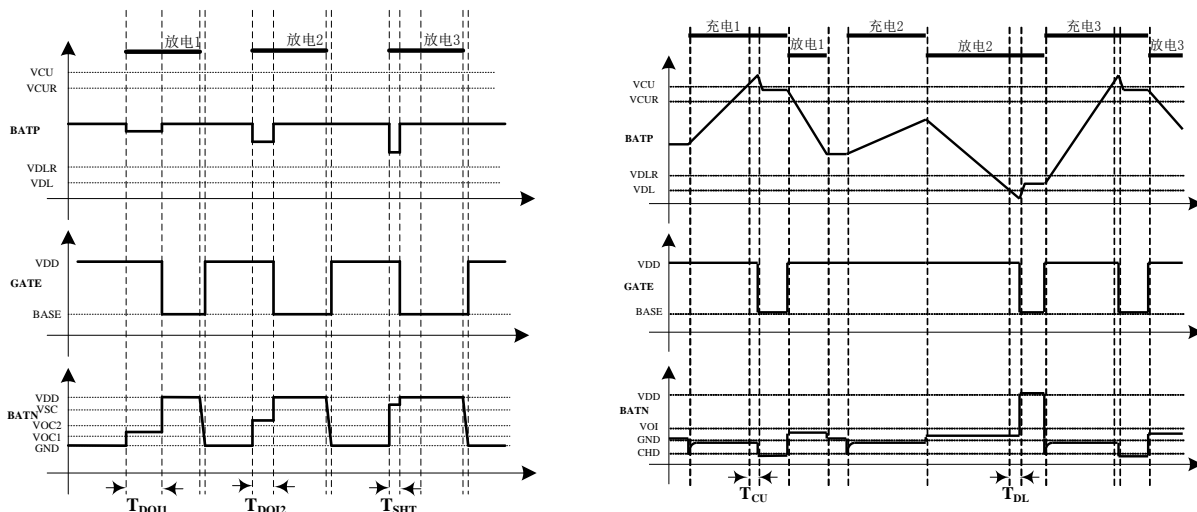 放电1
放电2
放电3
VCU
VCUR
BATP
VDLR
VDL
VDD
GATE
BASE
VDD
BATN
VSC
VOC2
VOC1
GND
TDOI1
TDOI2
TSHT
充电1
充电2
充电3
放电1
放电2
放电3
VCU
VCUR
BATP
VDLR
VDL
VDD
GATE
BASE
VDD
BATN
VOI
GND
CHD
TCU
TDL